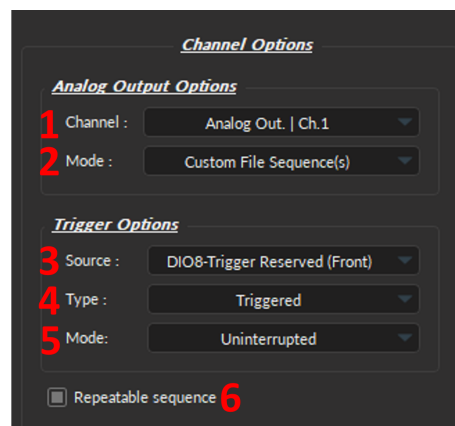 Channel Options
Analog Output Options
1 Channel : Analog Out. | Ch.1
2 Mode : Custom File Sequence(s)
Trigger Options
3 Source : DIO8-Trigger Reserved (Front)
4 Type : Triggered
5 Mode: Uninterrupted
Repeatable sequence 6